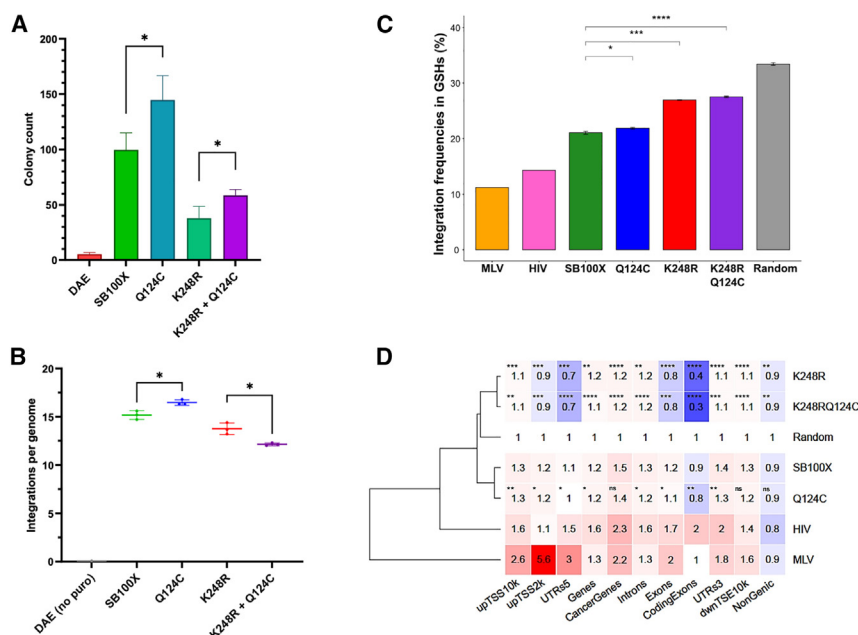 A
Colony count
200
150
100
50
0
*
*
DAE
SB100X
Q124C
K248R
K248R + Q124C
B
Integrations per genome
20
15
10
5
0
*
*
DAE (no puro)
SB100X
Q124C
K248R
K248R + Q124C
C
Integration frequencies in GSHs (%)
40
30
20
10
0
****
***
*
MLV
HIV
SB100X
Q124C
K248R
K248R
Q124C
Random
D
*** *** *** ** **** ** **** **** **** **** **
1.1 0.9 0.7 1.2 1.2 1.2 0.8 0.4 1.1 1.1 0.9 K248R
** *** **** **** **** **** *** **** *** **** **
1.1 0.9 0.7 1.1 1.2 1.2 0.8 0.3 1.1 1.1 0.9 K248RQ124C
1 1 1 1 1 1 1 1 1 1 1 Random
1.3 1.2 1.1 1.2 1.5 1.3 1.2 0.9 1.4 1.3 0.9 SB100X
** * * * ns * * ** ** ns ns
1.3 1.2 1 1.2 1.4 1.2 1.1 0.8 1.3 1.2 0.9 Q124C
1.6 1.1 1.5 1.6 2.3 1.6 1.7 2 2 1.4 0.8 HIV
2.6 5.6 3 1.3 2.2 1.3 2 1 1.8 1.6 0.9 MLV
upTSS10k
upTSS2k
UTRs5
Genes
CancerGenes
Introns
Exons
CodingExons
UTRs3
dwnTSE10k
NonGenic